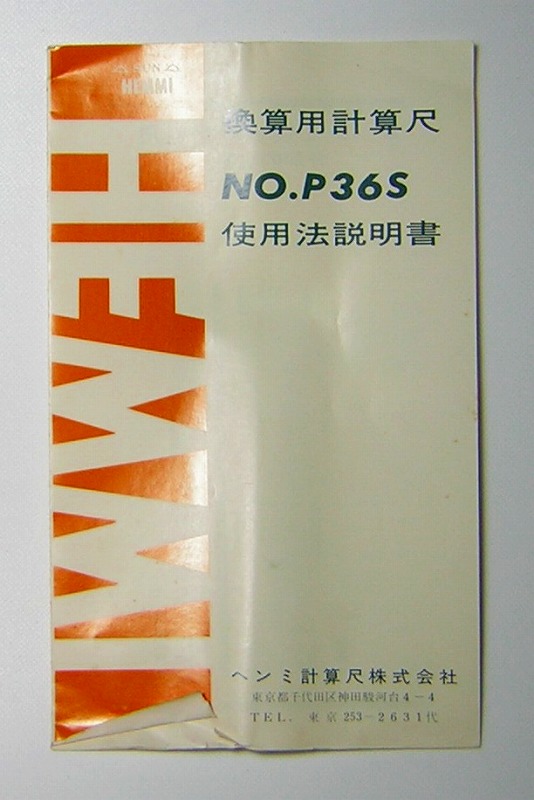 SUN
HEMMI
HEMMI
換算用計算尺
NO.P36S
使用法説明書
ヘンミ計算尺株式会社
東京都千代田区神田駿河台4−4
TEL. 東京 253−2631代